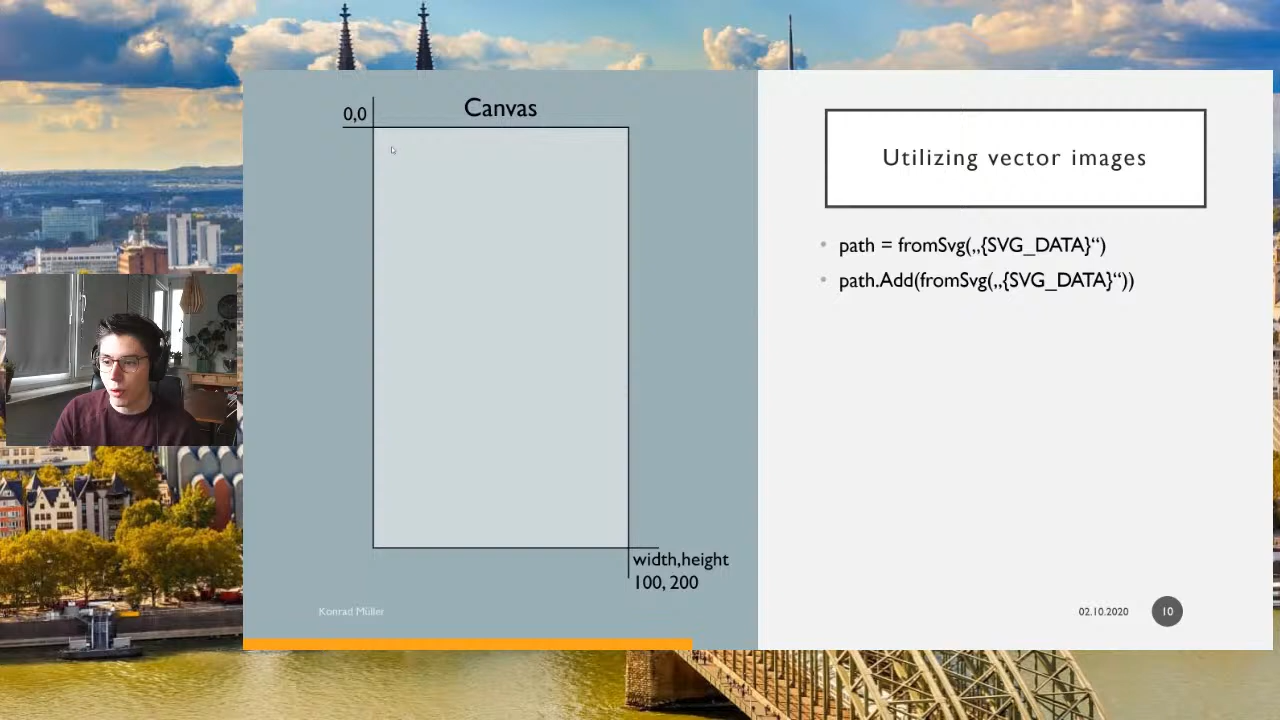 0,0
Canvas
width,height
100, 200
Konrad Müller
Utilizing vector images
• path = fromSvg(„{SVG_DATA}“)
• path.Add(fromSvg(„{SVG_DATA}“))
02.10.2020
10